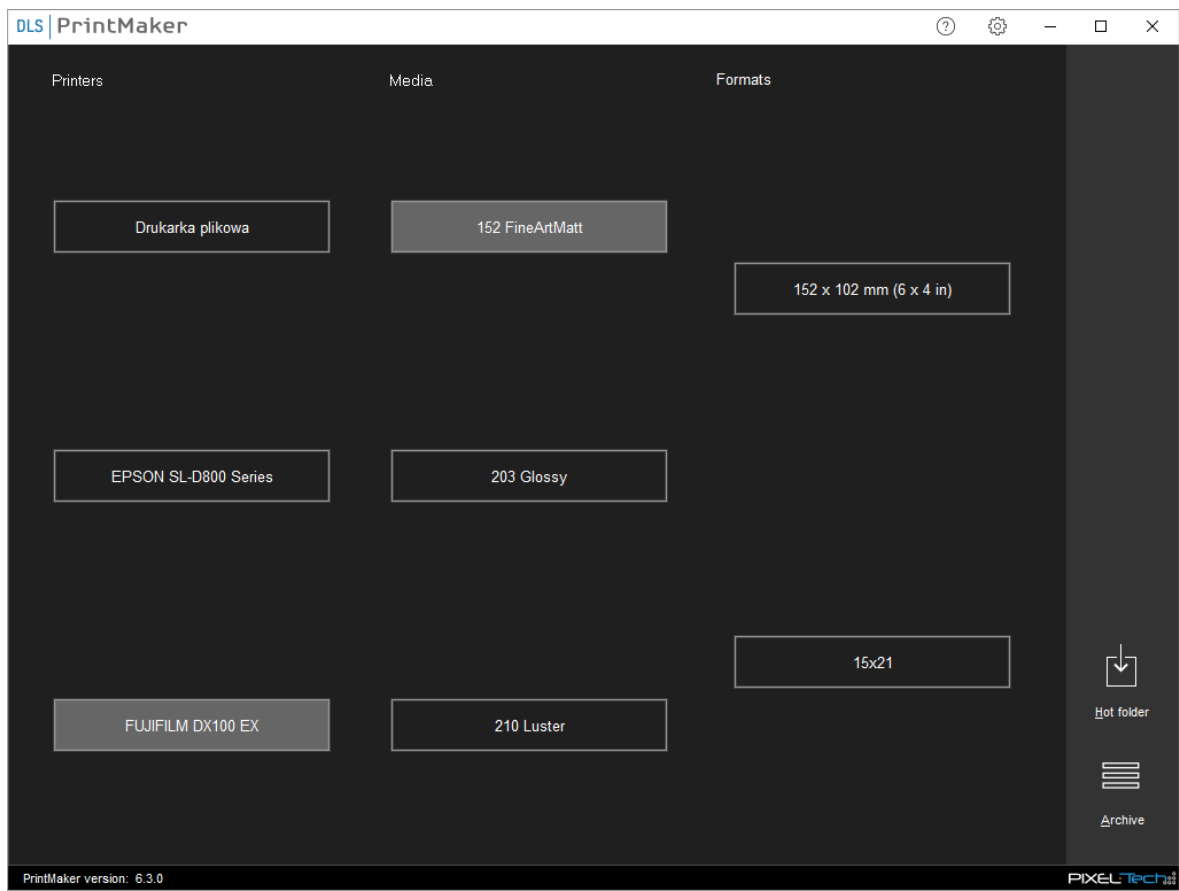 DLS PrintMaker
Printers
Media
Formats
Drukarka plikowa
152 FineArtMatt
152 x 102 mm (6 x 4 in)
EPSON SL-D800 Series
203 Glossy
15x21
FUJIFILM DX100 EX
210 Luster
Hot folder
Archive
PrintMaker version: 6.3.0
PIXEL-Tech